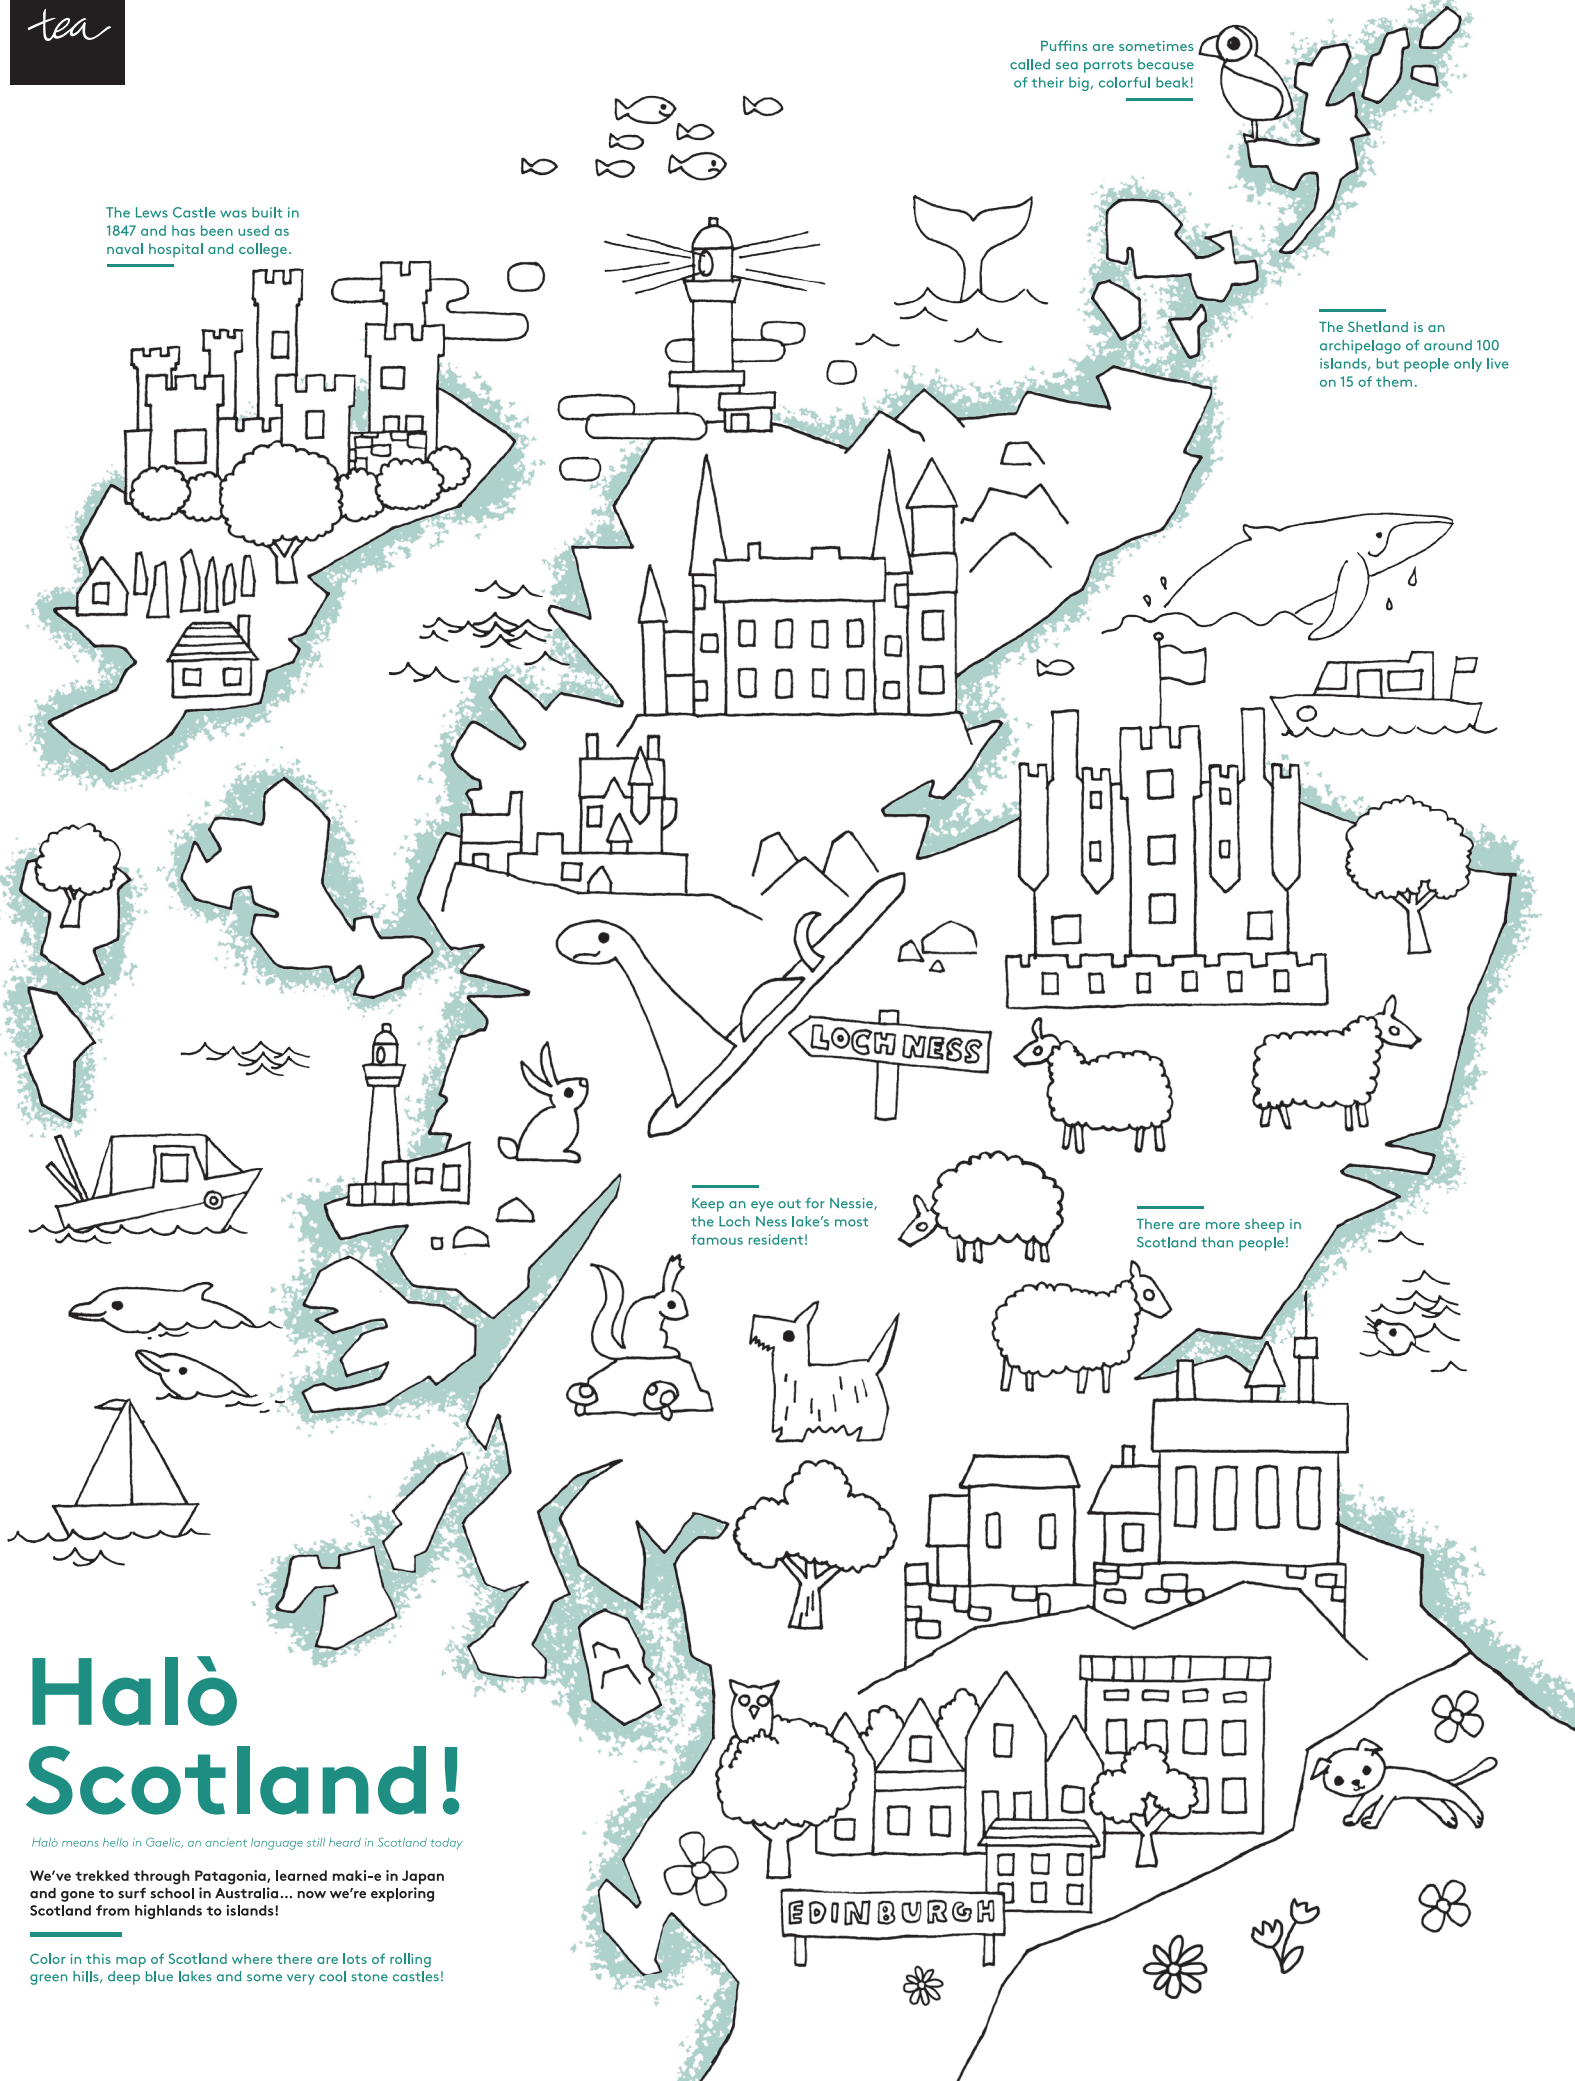 tea
Puffins are sometimes
called sea parrots because
of their big, colorful beak!
The Lews Castle was built in
1847 and has been used as
naval hospital and college.
The Shetland is an
archipelago of around 100
islands, but people only live
on 15 of them.
LOCH NESS
Keep an eye out for Nessie,
the Loch Ness lake's most
famous resident!
There are more sheep in
Scotland than people!
Halò
Scotland!
Halò means hello in Gaelic, an ancient language still heard in Scotland today
We've trekked through Patagonia, learned maki-e in Japan
and gone to surf school in Australia... now we're exploring
Scotland from highlands to islands!
Color in this map of Scotland where there are lots of rolling
green hills, deep blue lakes and some very cool stone castles!
EDINBURGH